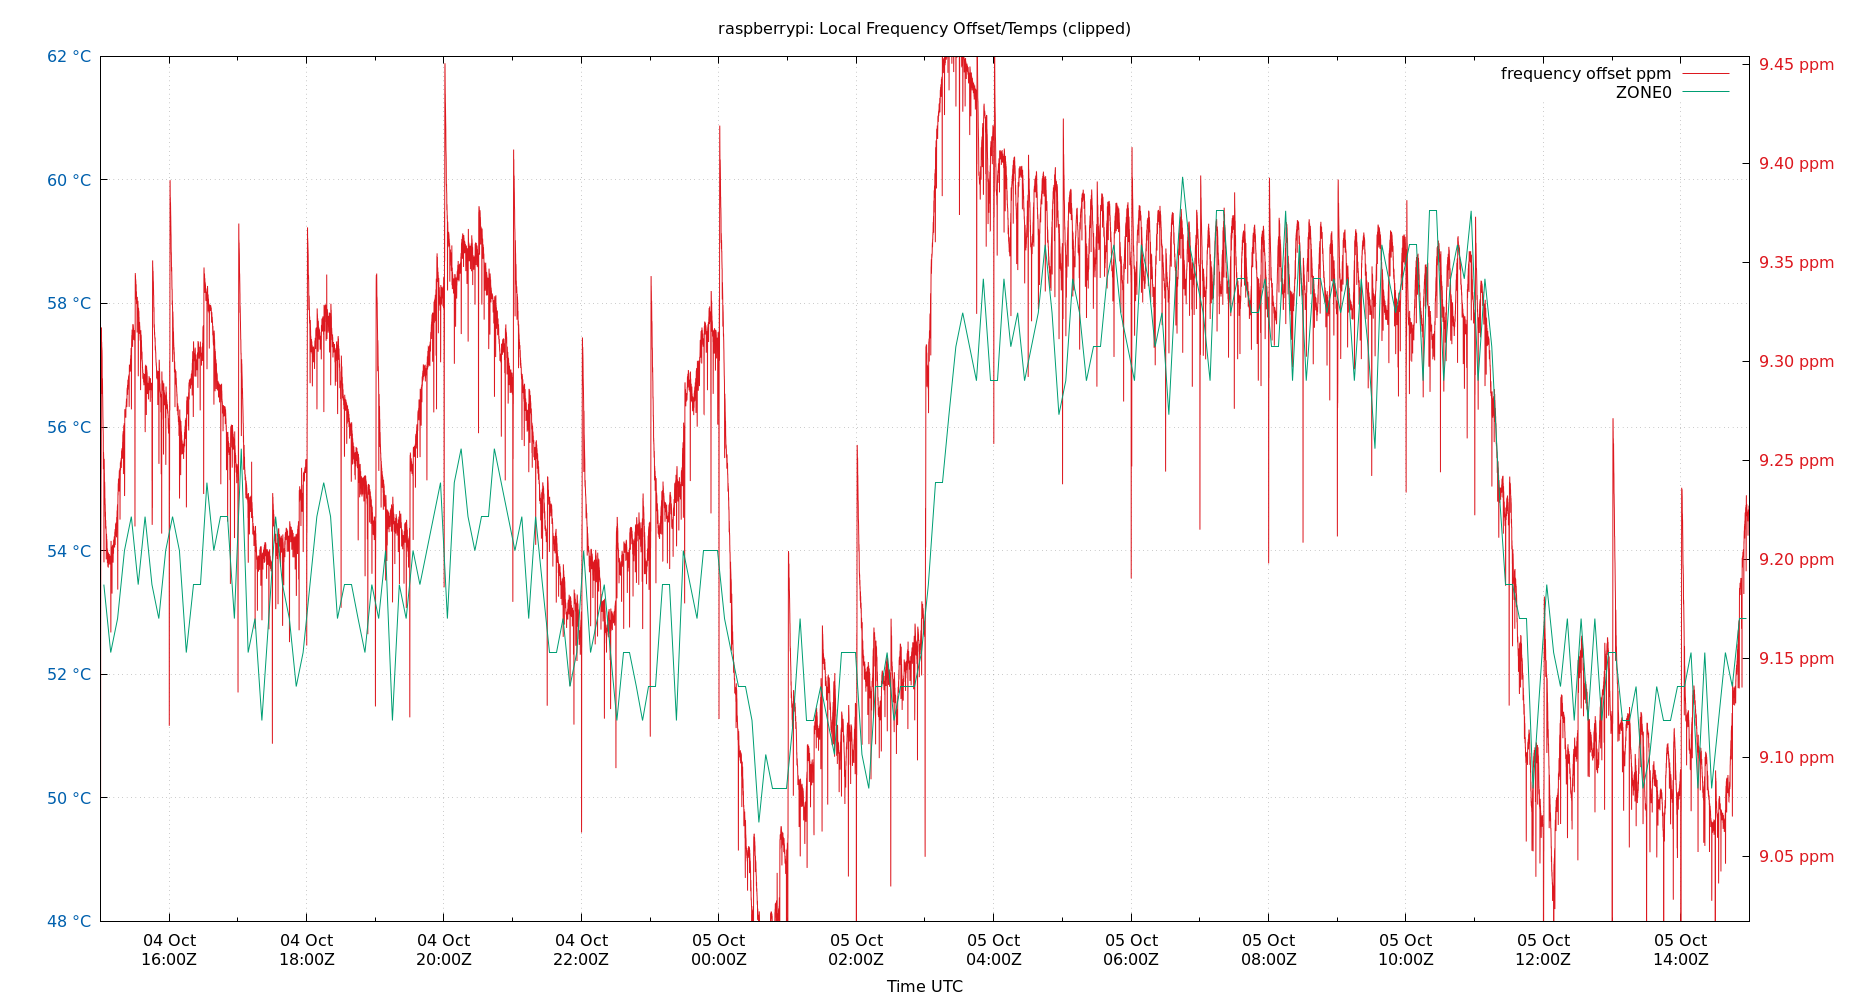 raspberrypi: Local Frequency Offset/Temps (clipped)
62 °C
60 °C
58 °C
56 °C
54 °C
52 °C
50 °C
48 °C
frequency offset ppm
ZONE0
9.45 ppm
9.40 ppm
9.35 ppm
9.30 ppm
9.25 ppm
9.20 ppm
9.15 ppm
9.10 ppm
9.05 ppm
04 Oct 04 Oct 04 Oct 04 Oct 05 Oct 05 Oct 05 Oct 05 Oct 05 Oct 05 Oct 05 Oct 05 Oct
16:00Z 18:00Z 20:00Z 22:00Z 00:00Z 02:00Z 04:00Z 06:00Z 08:00Z 10:00Z 12:00Z 14:00Z
Time UTC